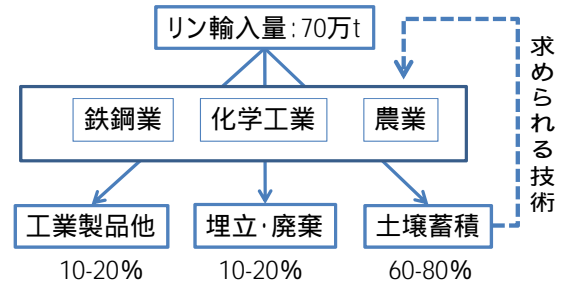 リン輸入量：70万t
鉄鋼業
化学工業
農業
求められる技術
工業製品他
埋立･廃棄
土壌蓄積
10-20%
10-20%
60-80%